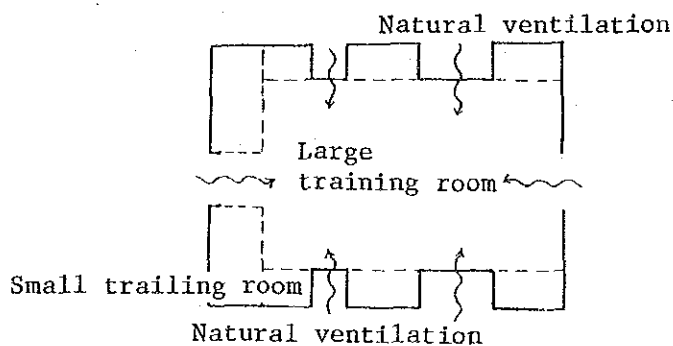 Natural ventilation
Large
training room
Small trailing room
Natural ventilation